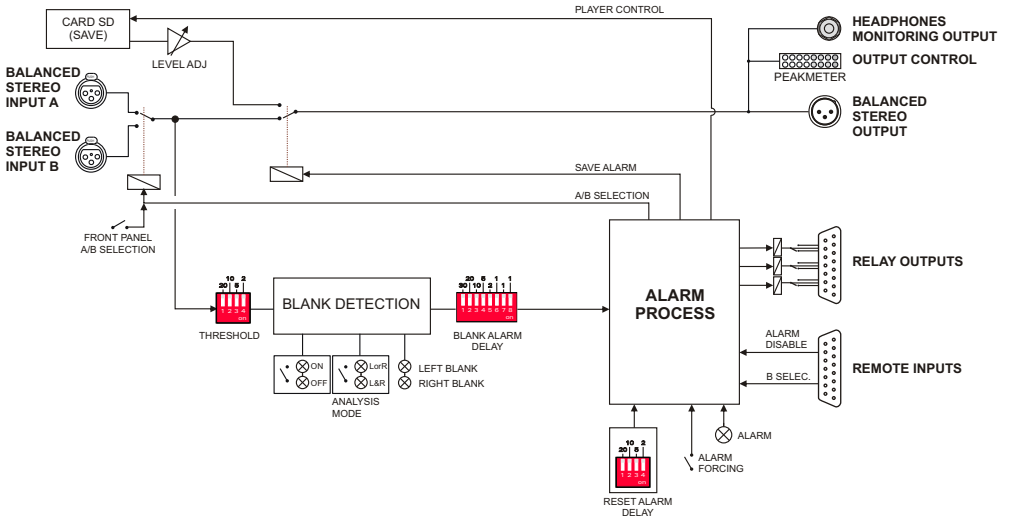 PLAYER CONTROL
CARD SD
(SAVE)
LEVEL ADJ
HEADPHONES
MONITORING OUTPUT
OUTPUT CONTROL
PEAKMETER
BALANCED
STEREO
OUTPUT
BALANCED
STEREO
INPUT A
BALANCED
STEREO
INPUT B
SAVE ALARM
A/B SELECTION
FRONT PANEL
A/B SELECTION
10 2
20 5
1 2 3 4
on
THRESHOLD
BLANK DETECTION
20 5 1 1
30 10 2 1 1
1 2 3 4 5 6 7 8
on
BLANK ALARM
DELAY
ON
OFF
LorR
L&R
ANALYSIS
MODE
LEFT BLANK
RIGHT BLANK
ALARM
PROCESS
RELAY OUTPUTS
ALARM
DISABLE
B SELEC.
REMOTE INPUTS
ALARM
ALARM
FORCING
10 2
20 5
1 2 3 4
on
RESET ALARM
DELAY